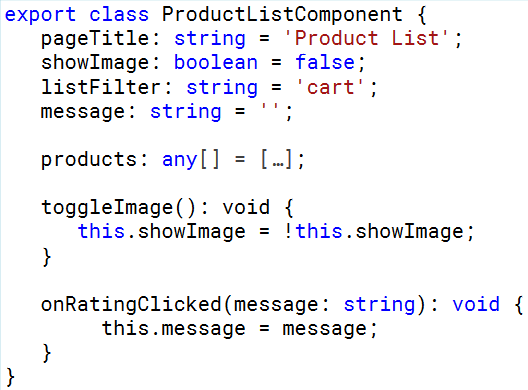 export class ProductListComponent {
pageTitle: string = 'Product List';
showImage: boolean = false;
listFilter: string = 'cart';
message: string = '';
products: any[] = […];
toggleImage(): void {
this.showImage = !this.showImage;
}
onRatingClicked(message: string): void {
this.message = message;
}
}